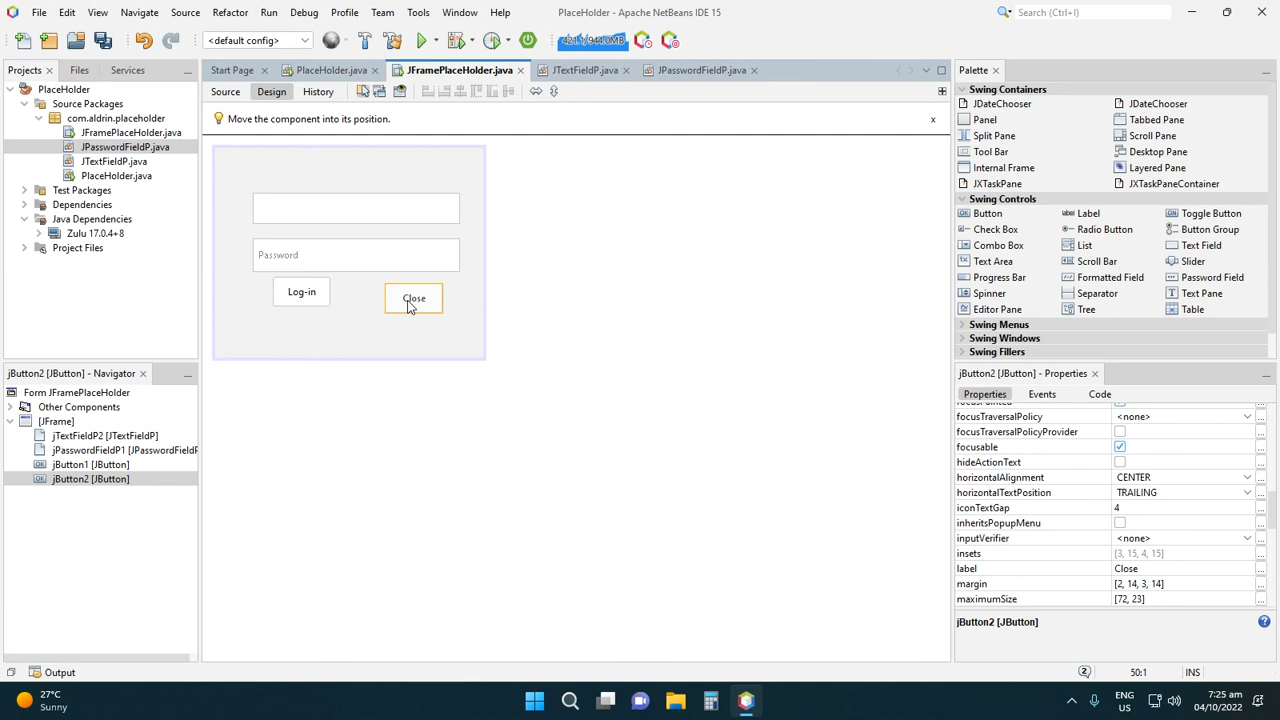 File Edit View Navigate Source Refactor Run Debug Profile Team Tools Window Help PlaceHolder - Apache NetBeans IDE 15 Search (Ctrl+I)
<default config> 421.1/944.0MB
Projects Files Services Start Page PlaceHolder.java JFramePlaceHolder.java JTextFieldP.java JPasswordFieldP.java Palette
Source Design History
Move the component into its position. x
PlaceHolder
Source Packages
com.aldrin.placeholder
JFramePlaceHolder.java
JPasswordFieldP.java
JTextFieldP.java
PlaceHolder.java
Test Packages
Dependencies
Java Dependencies
Zulu 17.0.4+8
Project Files
Password
Log-in Close
Swing Containers
JDateChooser JDateChooser
Panel Tabbed Pane
Split Pane Scroll Pane
Tool Bar Desktop Pane
Internal Frame Layered Pane
JXTaskPane JXTaskPaneContainer
Swing Controls
Button Label Toggle Button
Check Box Radio Button Button Group
Combo Box List Text Field
Text Area Scroll Bar Slider
Progress Bar Formatted Field Password Field
Spinner Separator Text Pane
Editor Pane Tree Table
Swing Menus
Swing Windows
Swing Fillers
jButton2 [JButton] - Navigator
Form JFramePlaceHolder
Other Components
[JFrame]
jTextFieldP2 [JTextFieldP]
jPasswordFieldP1 [JPasswordFieldP
jButton1 [JButton]
jButton2 [JButton]
jButton2 [JButton] - Properties
Properties Events Code
focusTraversalPolicy <none>
focusTraversalPolicyProvider
focusable
hideActionText
horizontalAlignment CENTER
horizontalTextPosition TRAILING
iconTextGap 4
inheritsPopupMenu
inputVerifier <none>
insets [3, 15, 4, 15]
label Close
margin [2, 14, 3, 14]
maximumSize [72, 23]
jButton2 [JButton]
Output 50:1 INS
27°C
Sunny
ENG
US
7:25 am
04/10/2022